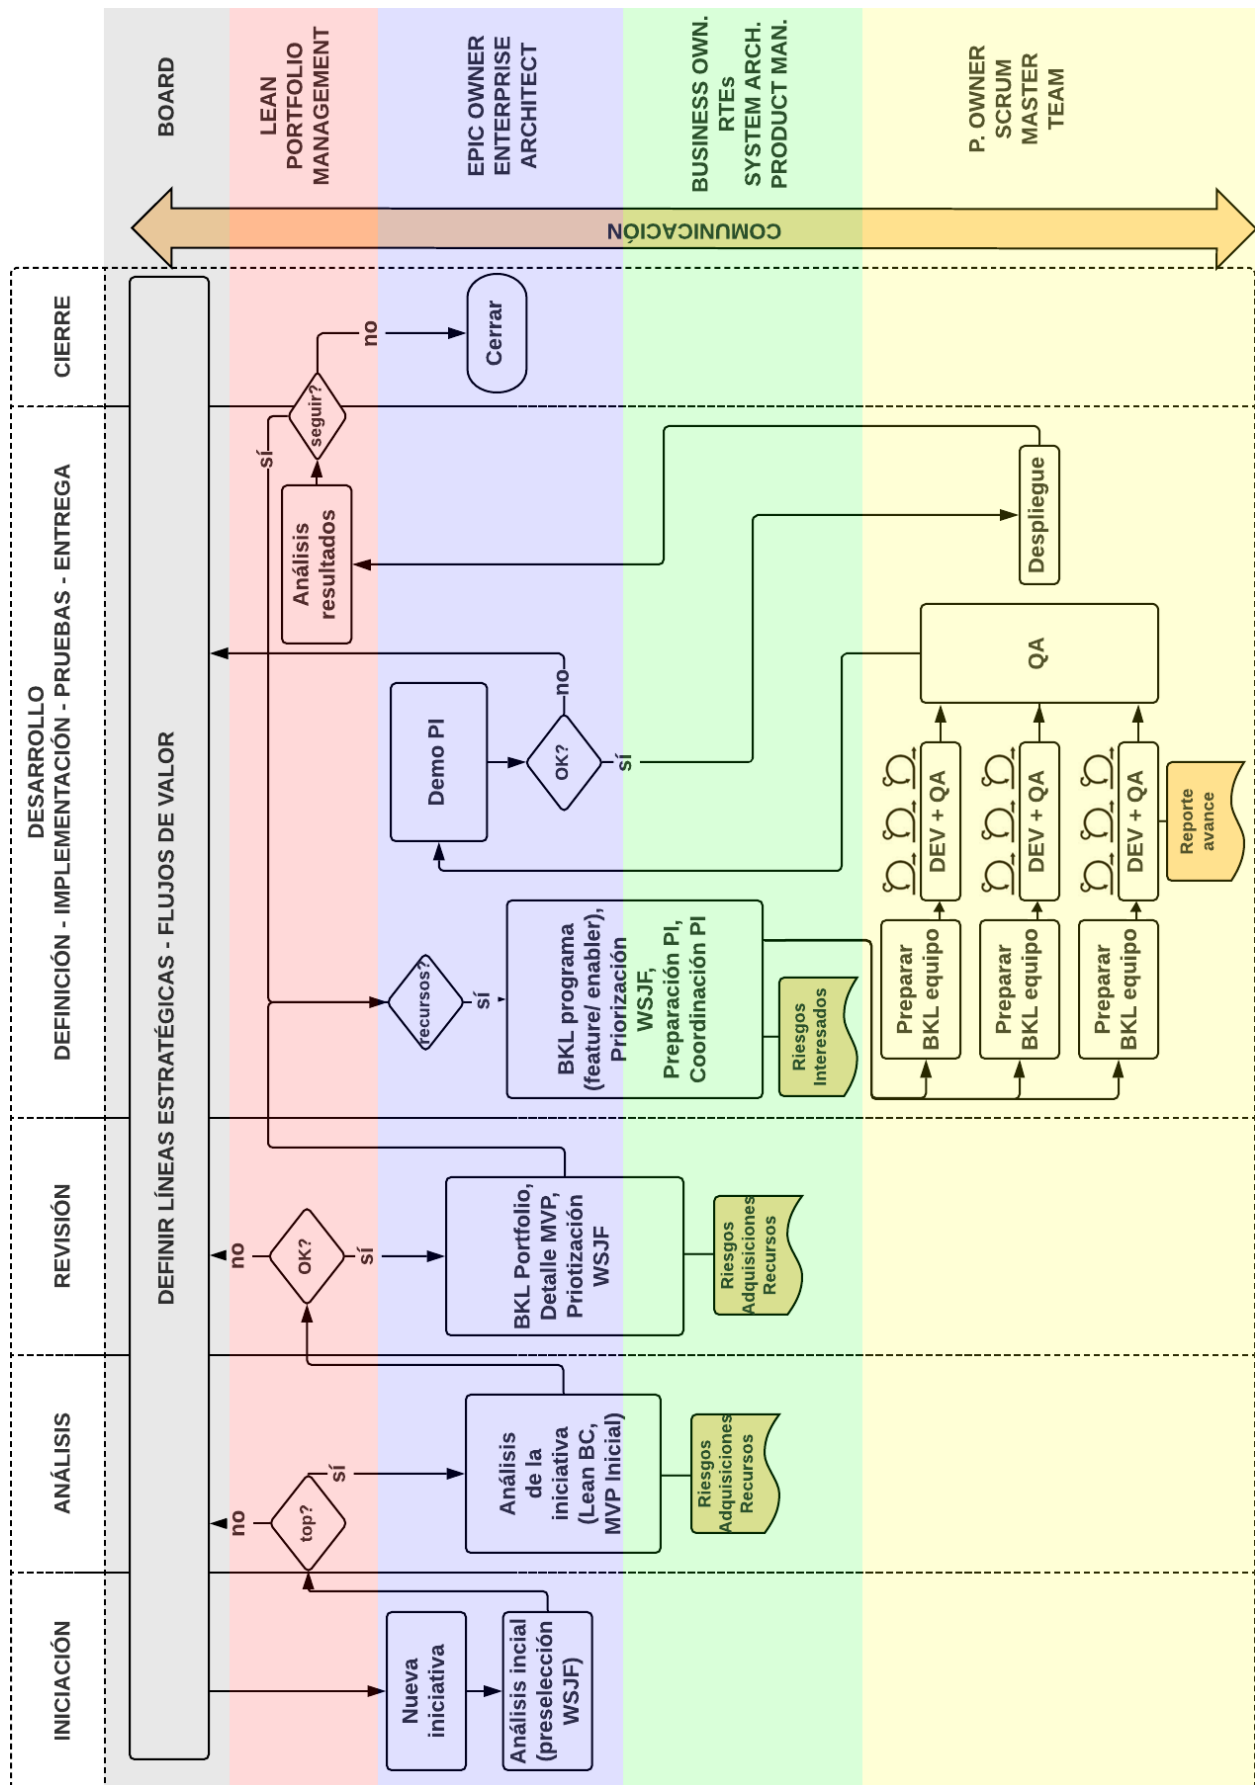 INICIACIÓN
ANÁLISIS
REVISIÓN
DESARROLLO
DEFINICIÓN - IMPLEMENTACIÓN - PRUEBAS - ENTREGA
CIERRE
BOARD
DEFINIR LÍNEAS ESTRATÉGICAS - FLUJOS DE VALOR
LEAN
PORTFOLIO
MANAGEMENT
no
top?
sí
no
OK?
sí
Análisis
resultados
sí
seguir?
no
EPIC OWNER
ENTERPRISE
ARCHITECT
Nueva
iniciativa
Análisis incial
(preselección
WSJF)
Análisis
de la
iniciativa
(Lean BC,
MVP Inicial)
BKL Portfolio,
Detalle MVP,
Priotización
WSJF
recursos?
sí
BKL programa
(feature/ enabler),
Priorización
WSJF,
Preparación PI,
Coordinación PI
Demo PI
OK?
no
sí
Cerrar
COMUNICACIÓN
BUSINESS OWN.
RTEs
SYSTEM ARCH.
PRODUCT MAN.
Riesgos
Adquisiciones
Recursos
Riesgos
Adquisiciones
Recursos
Riesgos
Interesados
P. OWNER
SCRUM
MASTER
TEAM
Preparar
BKL equipo
DEV + QA
Preparar
BKL equipo
DEV + QA
Preparar
BKL equipo
DEV + QA
Reporte
avance
QA
Despliegue